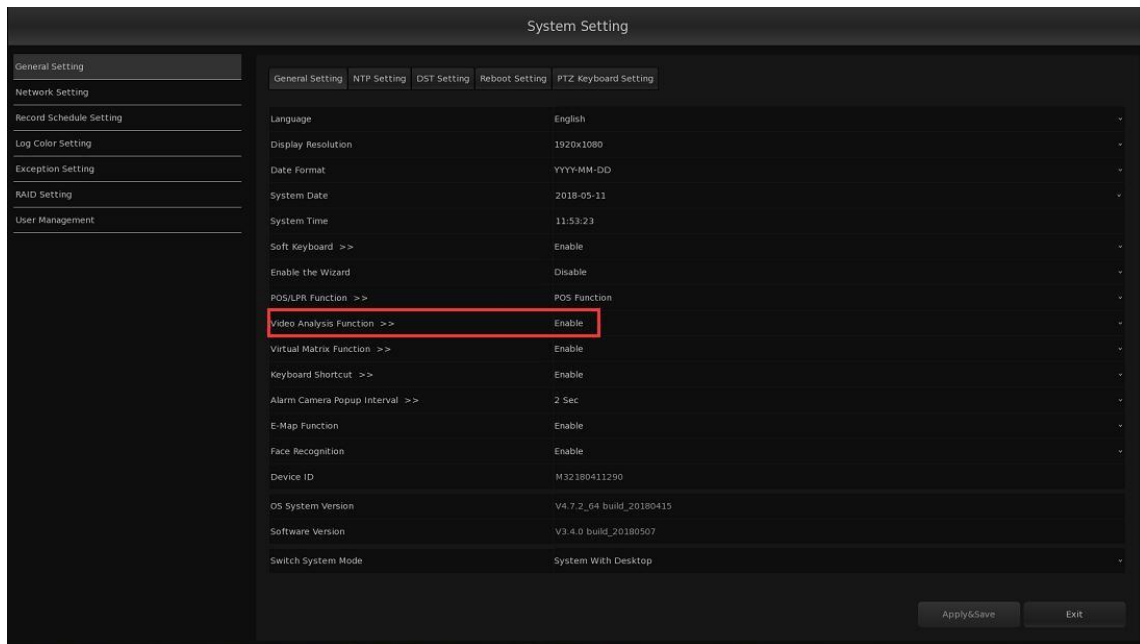 System Setting
General Setting
Network Setting
Record Schedule Setting
Log Color Setting
Exception Setting
RAID Setting
User Management
General Setting NTP Setting DST Setting Reboot Setting PTZ Keyboard Setting
Language English
Display Resolution 1920x1080
Date Format YYYY-MM-DD
System Date 2018-05-11
System Time 11:53:23
Soft Keyboard >> Enable
Enable the Wizard Disable
POS/LPR Function >> POS Function
Video Analysis Function >> Enable
Virtual Matrix Function >> Enable
Keyboard Shortcut >> Enable
Alarm Camera Popup Interval >> 2 Sec
E-Map Function Enable
Face Recognition Enable
Device ID M32180411290
OS System Version V4.7.2_64 build_20180415
Software Version V3.4.0 build_20180507
Switch System Mode System With Desktop
Apply&Save Exit